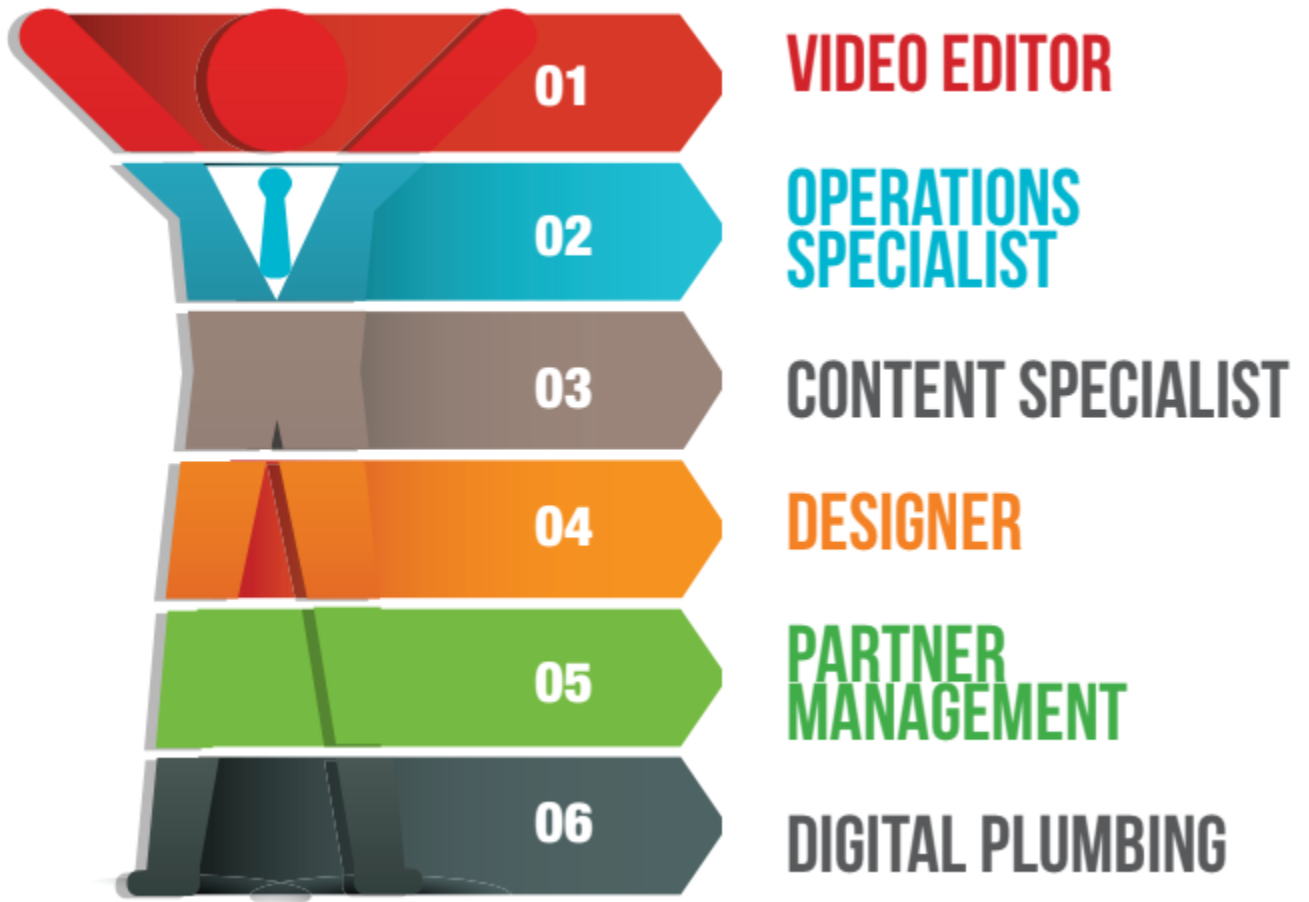 01
VIDEO EDITOR
02
OPERATIONS
SPECIALIST
03
CONTENT SPECIALIST
04
DESIGNER
05
PARTNER
MANAGEMENT
06
DIGITAL PLUMBING